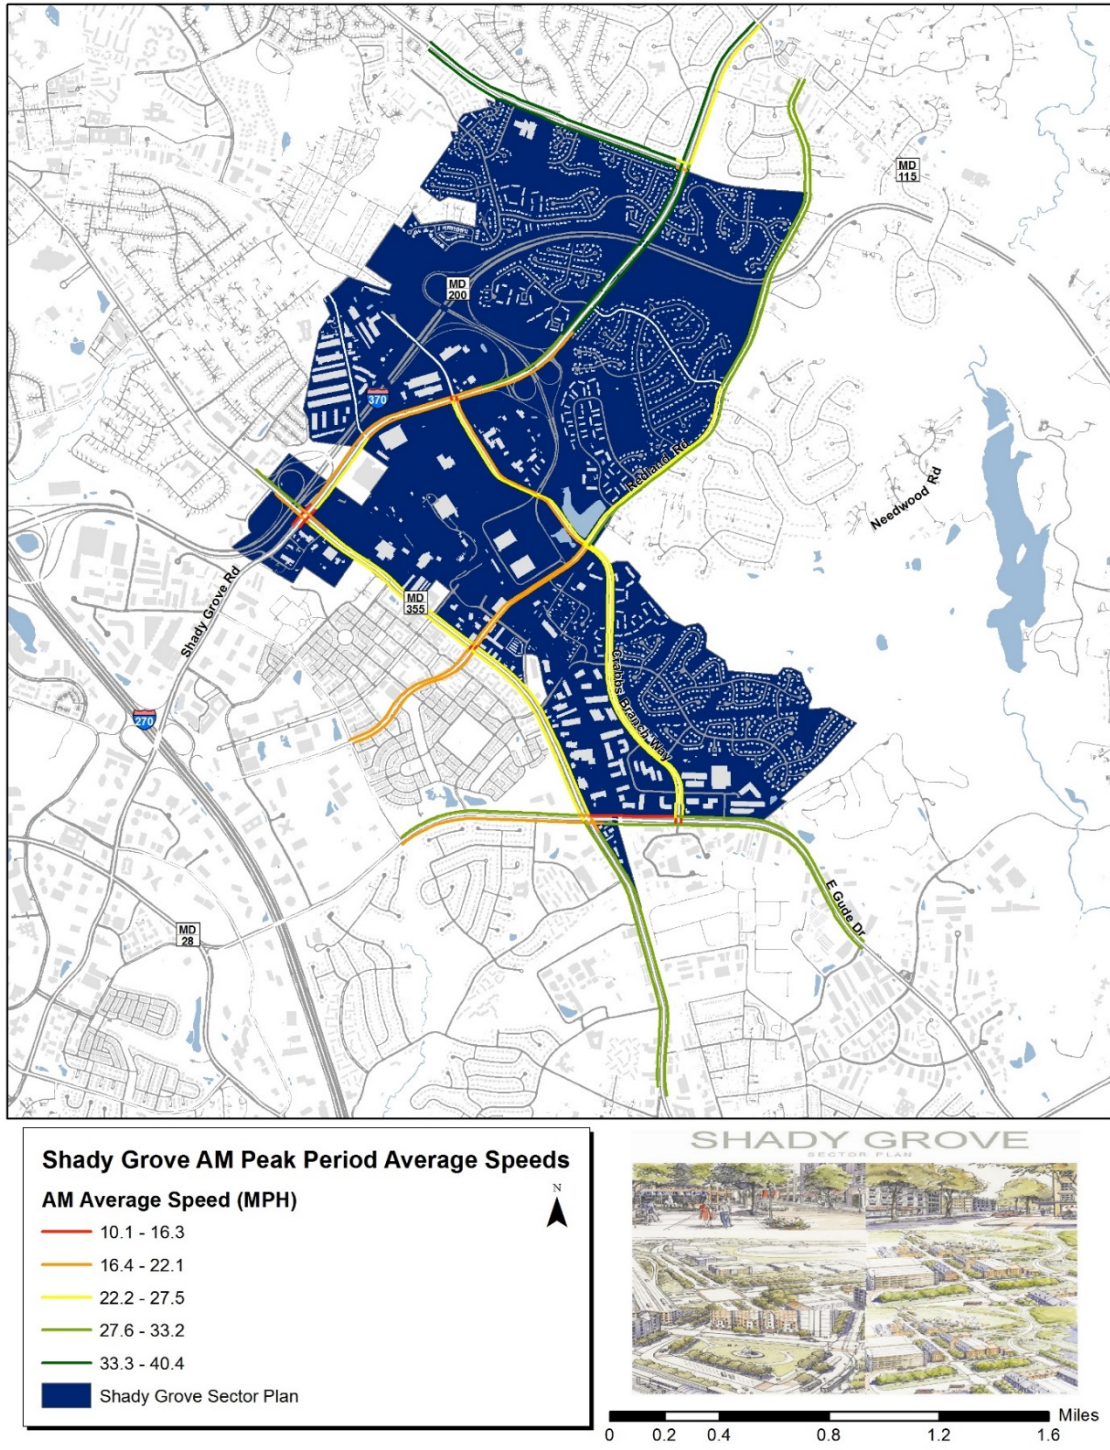 MD
115
MD
200
370
Redland Rd
Needwood Rd
MD
355
Shady Grove Rd
Crabbs Branch Way
270
E Gude Dr
MD
28
Shady Grove AM Peak Period Average Speeds
AM Average Speed (MPH)
N
10.1 - 16.3
16.4 - 22.1
22.2 - 27.5
27.6 - 33.2
33.3 - 40.4
Shady Grove Sector Plan
SHADY GROVE
SECTOR PLAN
Miles
0 0.2 0.4 0.8 1.2 1.6